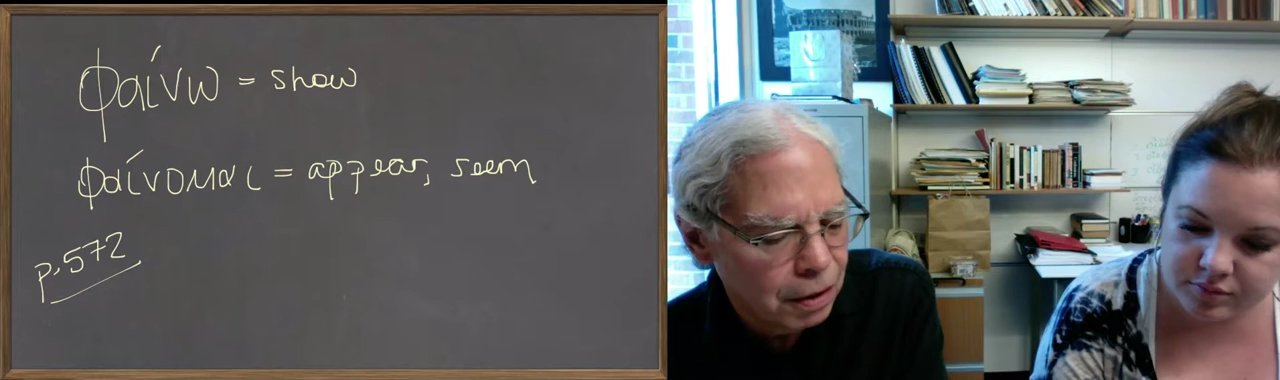 φαίνω = show
φαίνομαι = appear, seem
p. 572